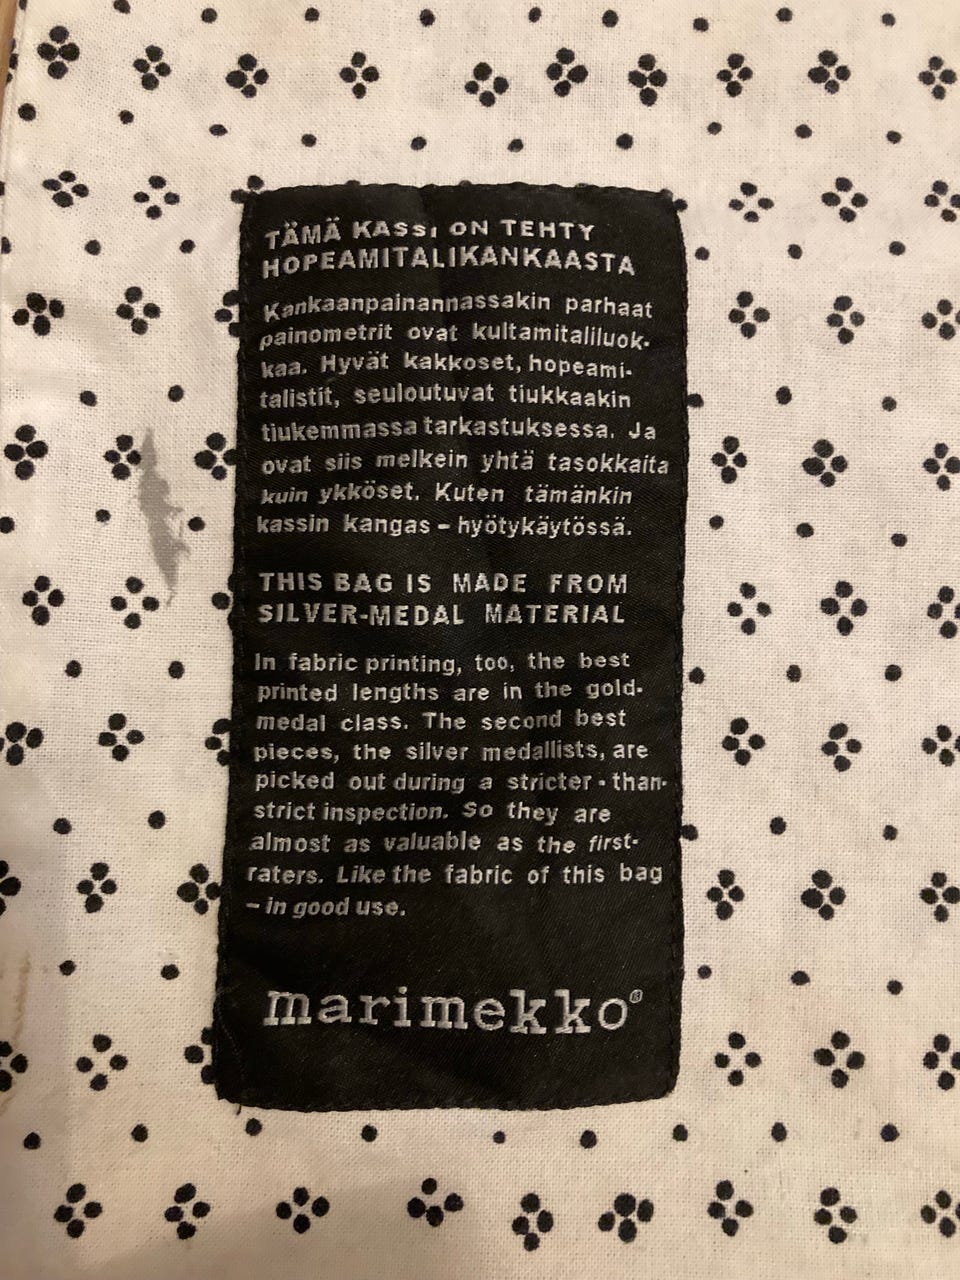 TÄMÄ KASSI ON TEHTY
HOPEAMITALIKANKAASTA
Kankaanpainannassakin parhaat
painometrit ovat kultamitaliluok-
kaa. Hyvät kakkoset, hopeami-
talistit, seuloutuvat tiukkaakin
tiukemmassa tarkastuksessa. Ja
ovat siis melkein yhtä tasokkaita
kuin ykköset. Kuten tämänkin
kassin kangas – hyötykäytössä.
THIS BAG IS MADE FROM
SILVER-MEDAL MATERIAL
In fabric printing, too, the best
printed lengths are in the gold-
medal class. The second best
pieces, the silver medallists, are
picked out during a stricter-than-
strict inspection. So they are
almost as valuable as the first-
raters. Like the fabric of this bag
– in good use.
marimekko®